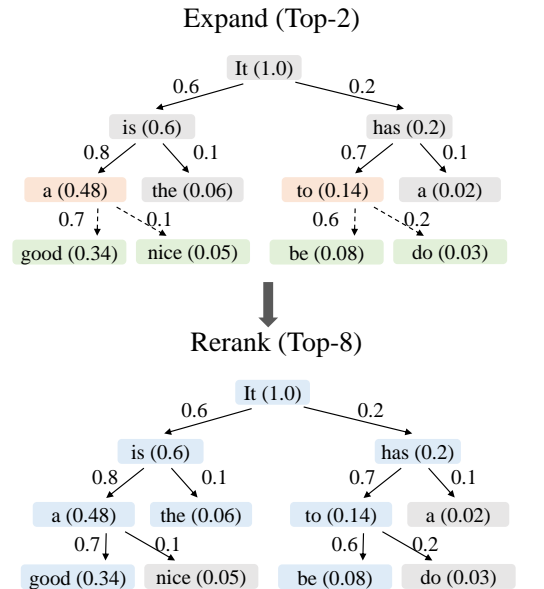 Expand (Top-2)
It (1.0)
0.6 0.2
is (0.6) has (0.2)
0.8 0.1 0.7 0.1
a (0.48) the (0.06) to (0.14) a (0.02)
0.7 0.1 0.6 0.2
good (0.34) nice (0.05) be (0.08) do (0.03)
Rerank (Top-8)
It (1.0)
0.6 0.2
is (0.6) has (0.2)
0.8 0.1 0.7 0.1
a (0.48) the (0.06) to (0.14) a (0.02)
0.7 0.1 0.6 0.2
good (0.34) nice (0.05) be (0.08) do (0.03)